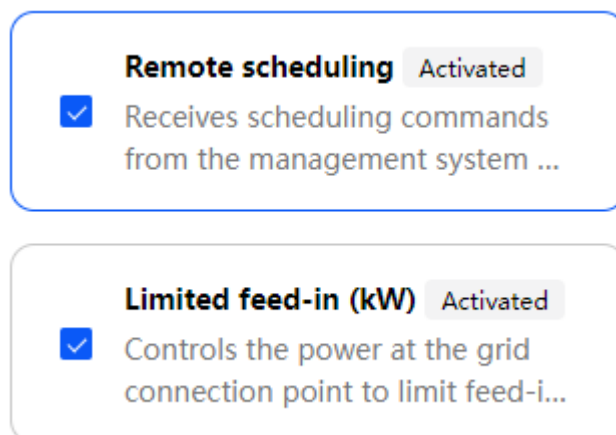 Remote scheduling Activated
Receives scheduling commands
from the management system ...
Limited feed-in (kW) Activated
Controls the power at the grid
connection point to limit feed-i...